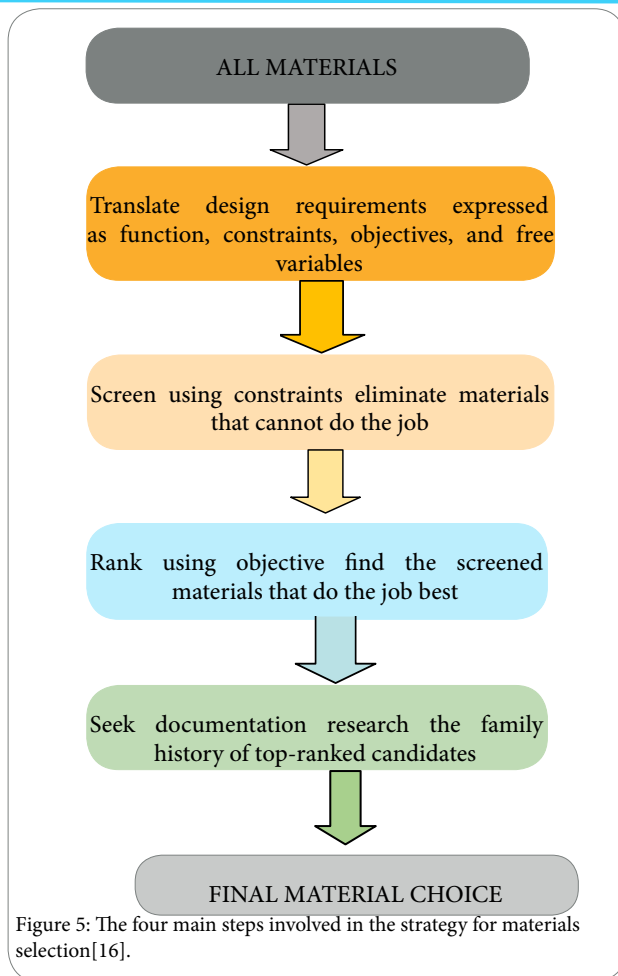 ALL MATERIALS
Translate design requirements expressed
as function, constraints, objectives, and free
variables
Screen using constraints eliminate materials
that cannot do the job
Rank using objective find the screened
materials that do the job best
Seek documentation research the family
history of top-ranked candidates
FINAL MATERIAL CHOICE
Figure 5: The four main steps involved in the strategy for materials
selection[16].